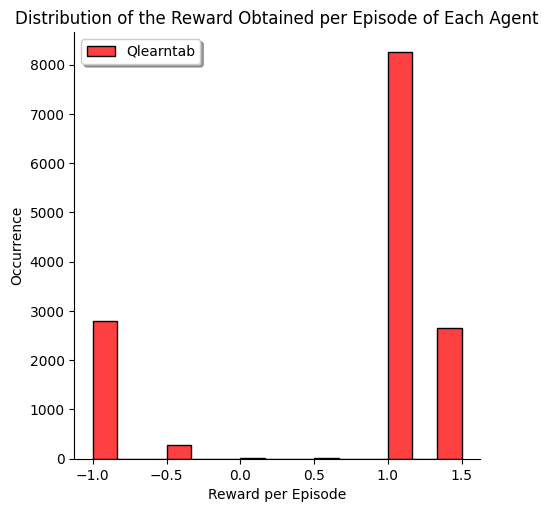 Distribution of the Reward Obtained per Episode of Each Agent
Qlearntab
8000
7000
6000
5000
4000
3000
2000
1000
0
Occurrence
−1.0 −0.5 0.0 0.5 1.0 1.5
Reward per Episode